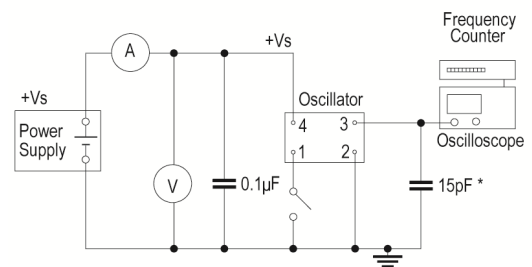 Frequency
Counter
+Vs
A
+Vs
Oscillator
Power
Supply
4
3
1
2
Oscilloscope
V
0.1µF
15pF *